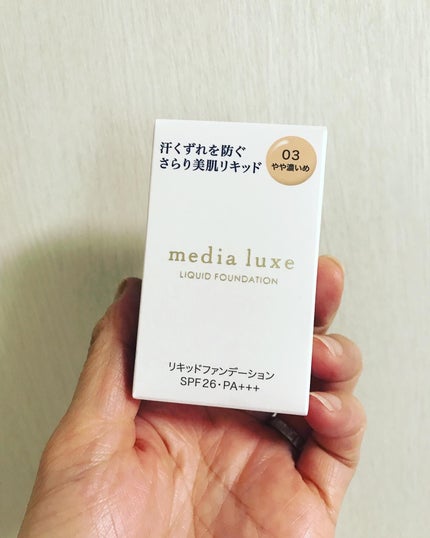 汗くずれを防ぐ
さらり美肌リキッド
03
やや濃いめ
media luxe
LIQUID FOUNDATION
リキッドファンデーション
SPF26・PA+++